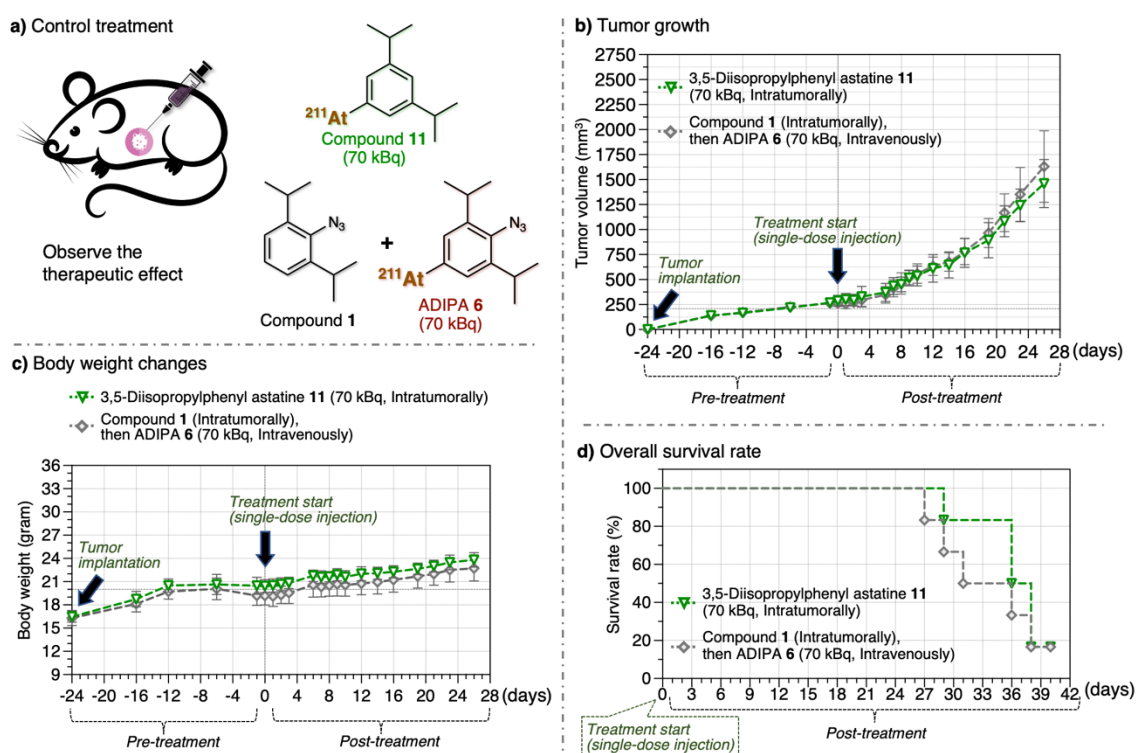 a) Control treatment
211At
Compound 11
(70 kBq)
Observe the
therapeutic effect
N3
Compound 1
+
N3
211At
ADIPA 6
(70 kBq)
b) Tumor growth
Tumor volume (mm3)
2750
2500
2250
2000
1750
1500
1250
1000
750
500
250
0
3,5-Diisopropylphenyl astatine 11
(70 kBq, Intratumorally)
Compound 1 (Intratumorally),
then ADIPA 6 (70 kBq, Intravenously)
Treatment start
(single-dose injection)
Tumor
implantation
-24 -20 -16 -12 -8 -4 0 4 8 12 16 20 24 28 (days)
Pre-treatment
Post-treatment
c) Body weight changes
3,5-Diisopropylphenyl astatine 11 (70 kBq, Intratumorally)
Compound 1 (Intratumorally),
then ADIPA 6 (70 kBq, Intravenously)
Body weight (gram)
36
33
30
27
24
21
18
15
12
9
Treatment start
(single-dose injection)
Tumor
implantation
-24 -20 -16 -12 -8 -4 0 4 8 12 16 20 24 28 (days)
Pre-treatment
Post-treatment
d) Overall survival rate
Survival rate (%)
100
80
60
40
20
0
3,5-Diisopropylphenyl astatine 11
(70 kBq, Intratumorally)
Compound 1 (Intratumorally),
then ADIPA 6 (70 kBq, Intravenously)
0 3 6 9 12 15 18 21 24 27 30 33 36 39 42 (days)
Treatment start
(single-dose injection)
Post-treatment